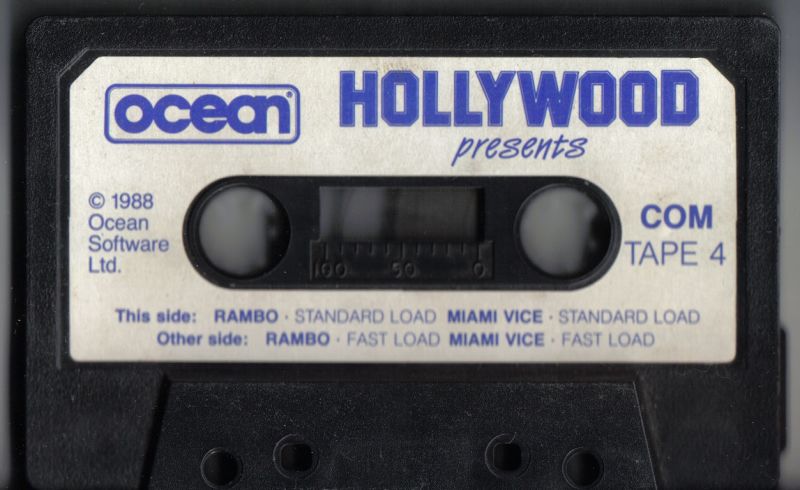 ocean®
HOLLYWOOD
presents
© 1988
Ocean
Software
Ltd.
COM
TAPE 4
100 50 0
This side: RAMBO · STANDARD LOAD MIAMI VICE · STANDARD LOAD
Other side: RAMBO · FAST LOAD MIAMI VICE · FAST LOAD